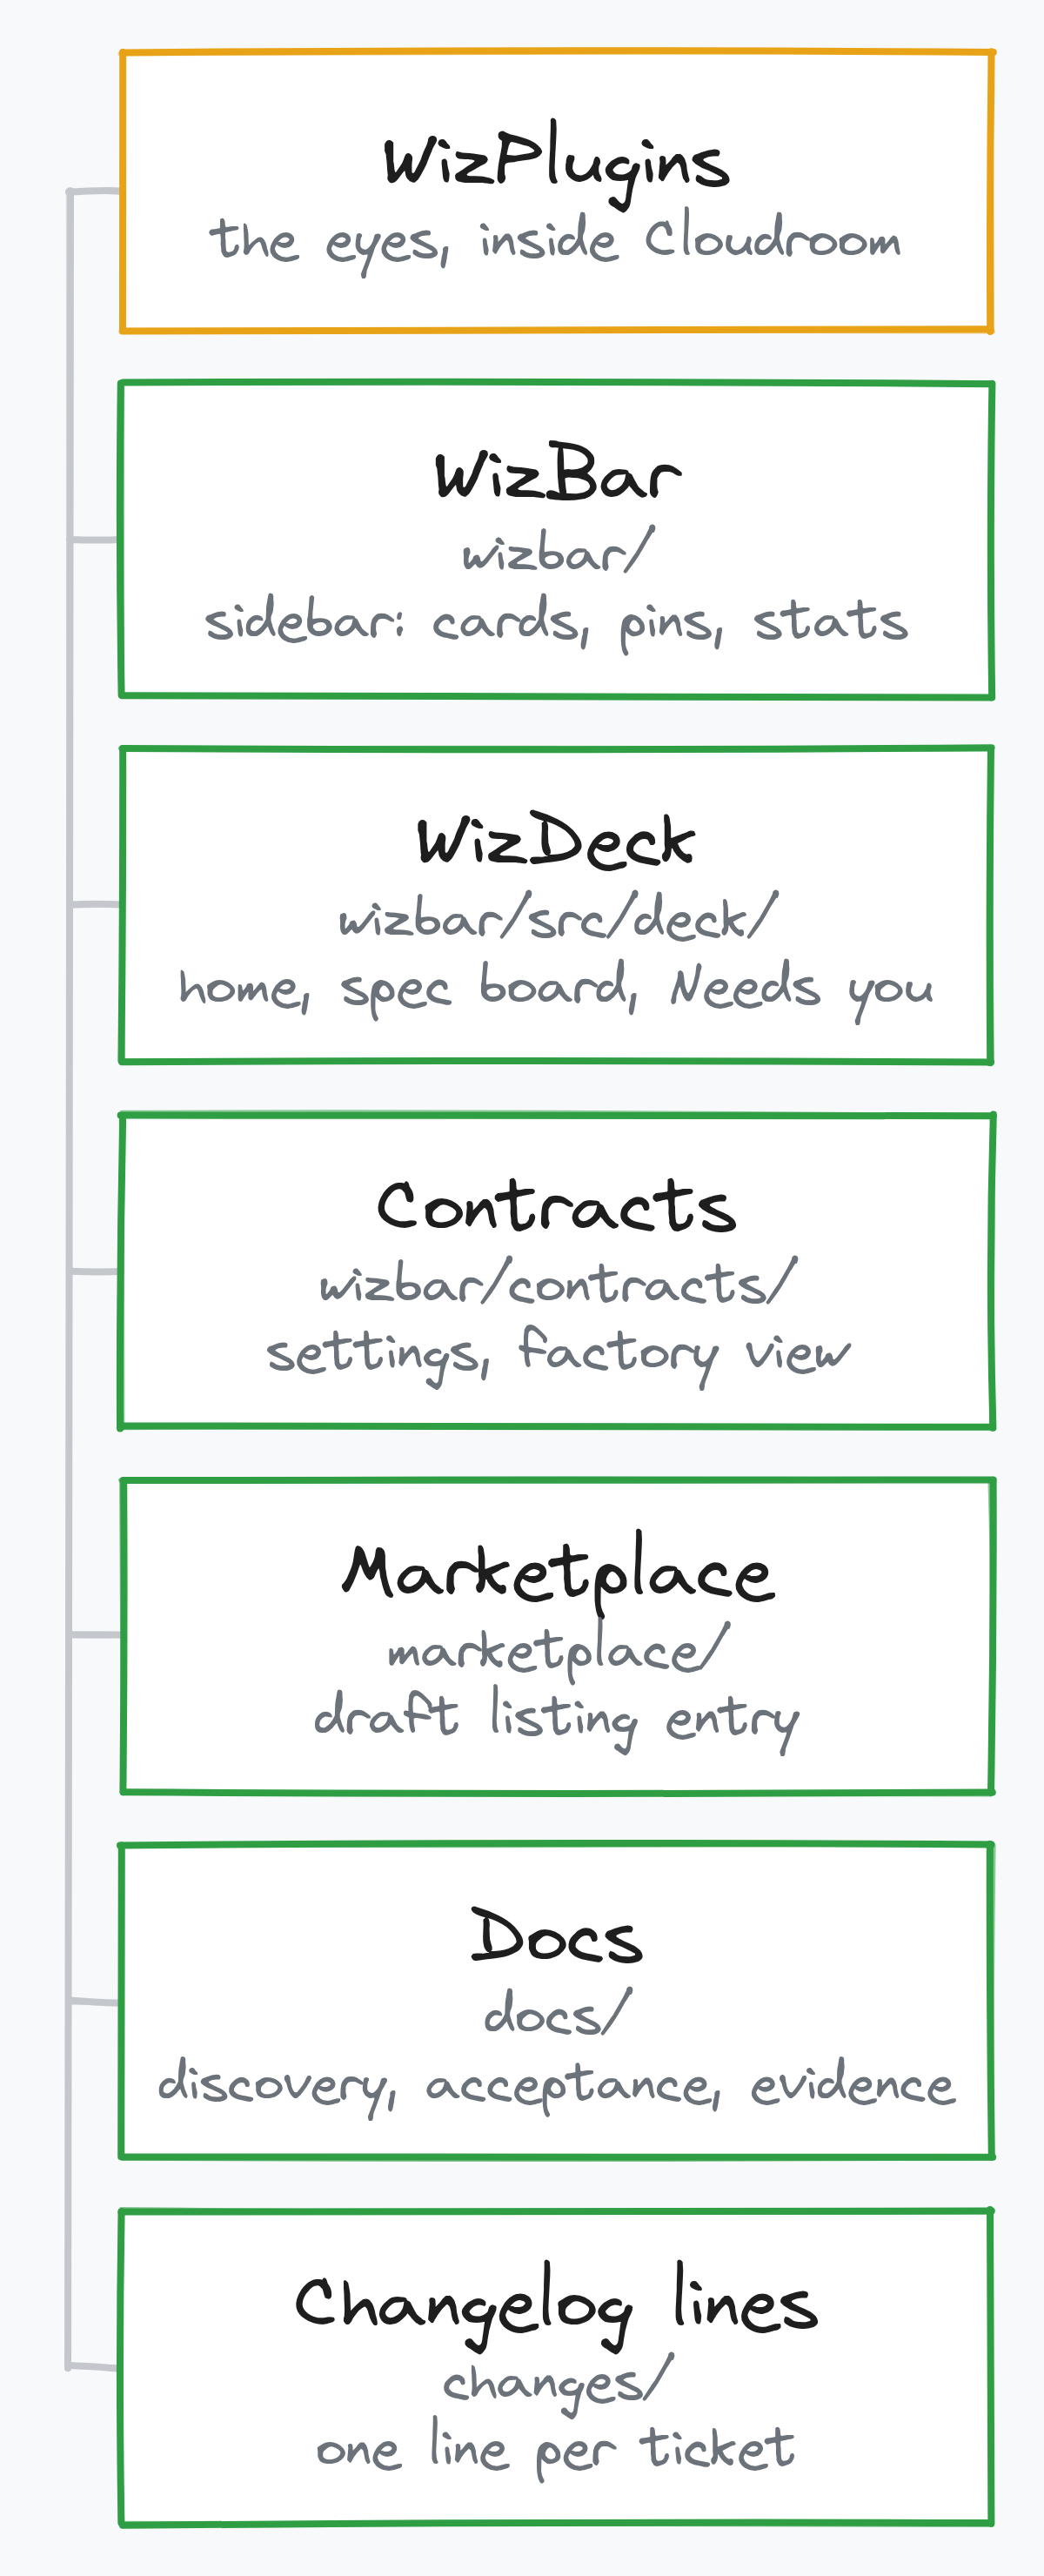 WizPlugins
the eyes, inside Cloudroom
WizBar
wizbar/
sidebar: cards, pins, stats
WizDeck
wizbar/src/deck/
home, spec board, Needs you
Contracts
wizbar/contracts/
settings, factory view
Marketplace
marketplace/
draft listing entry
Docs
docs/
discovery, acceptance, evidence
Changelog lines
changes/
one line per ticket